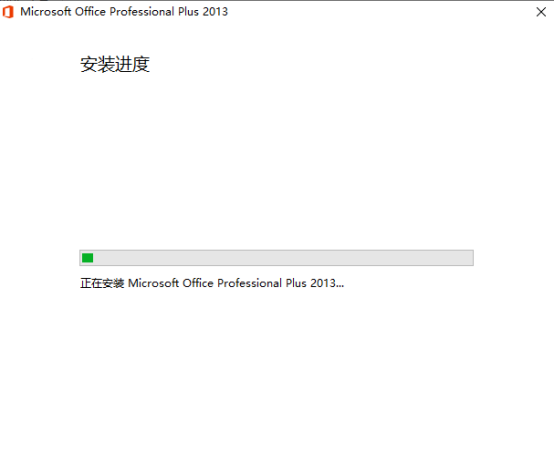 Microsoft Office Professional Plus 2013
安装进度
正在安装 Microsoft Office Professional Plus 2013...